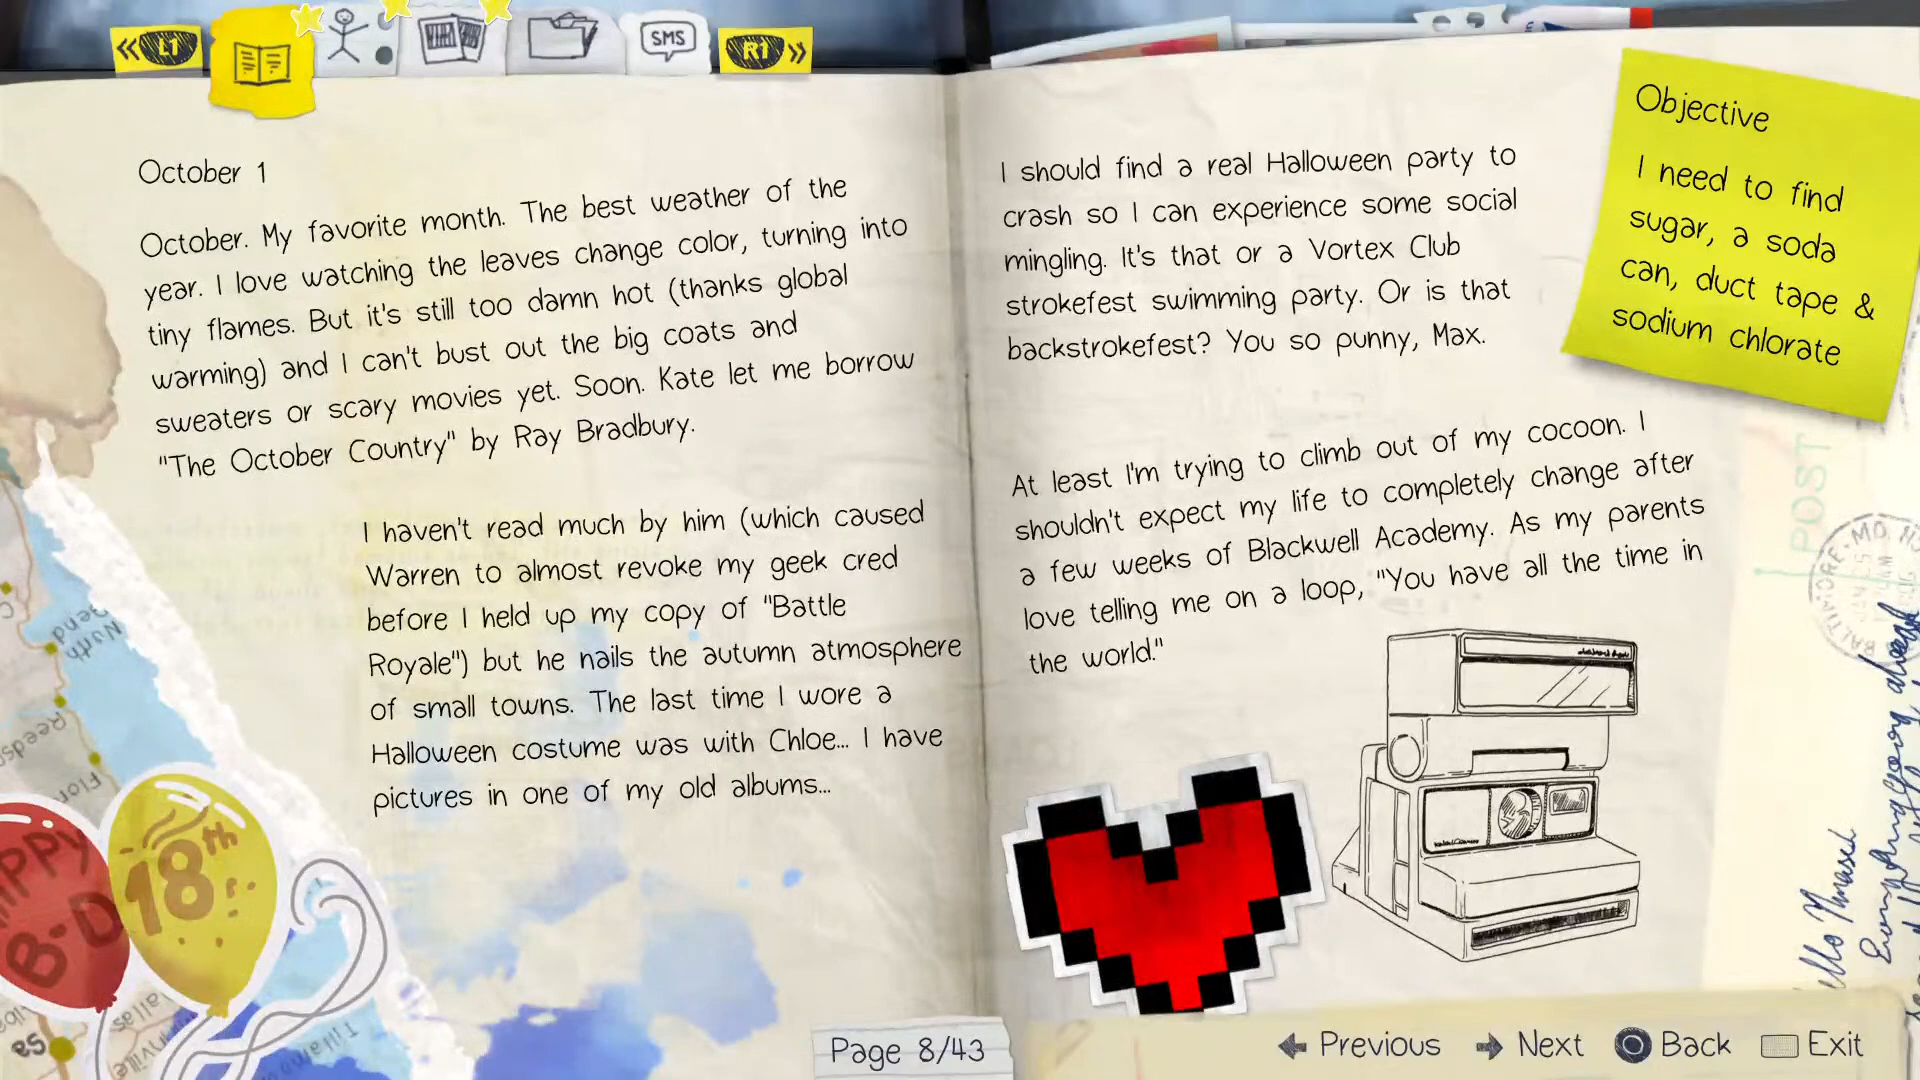 L1
SMS
R1
October 1
October. My favorite month. The best weather of the
year. I love watching the leaves change color, turning into
tiny flames. But it's still too damn hot (thanks global
warming) and I can't bust out the big coats and
sweaters or scary movies yet. Soon. Kate let me borrow
"The October Country" by Ray Bradbury.
I haven't read much by him (which caused
Warren to almost revoke my geek cred
before I held up my copy of "Battle
Royale") but he nails the autumn atmosphere
of small towns. The last time I wore a
Halloween costume was with Chloe... I have
pictures in one of my old albums...
I should find a real Halloween party to
crash so I can experience some social
mingling. It's that or a Vortex Club
strokefest swimming party. Or is that
backstrokefest? You so punny, Max.
At least I'm trying to climb out of my cocoon. I
shouldn't expect my life to completely change after
a few weeks of Blackwell Academy. As my parents
love telling me on a loop, "You have all the time in
the world."
Objective
I need to find
sugar, a soda
can, duct tape &
sodium chlorate
POST
North
Bend
18th
B-D
Page 8/43
Previous
Next
Back
Exit